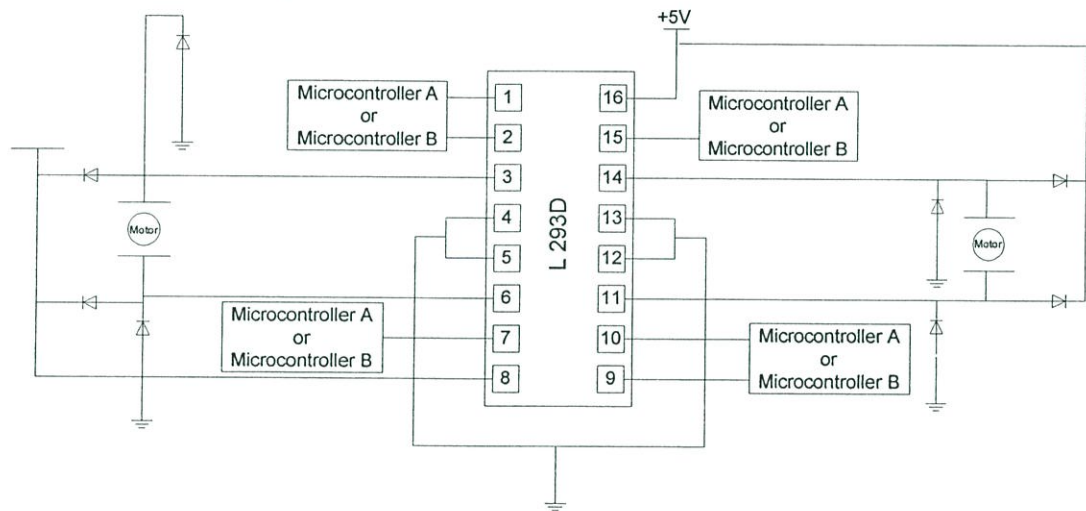 +5V
Microcontroller A
or
Microcontroller B
1
2
3
4
5
6
7
8
L293D
16
15
14
13
12
11
10
9
Microcontroller A
or
Microcontroller B
Motor
Motor
Microcontroller A
or
Microcontroller B
Microcontroller A
or
Microcontroller B